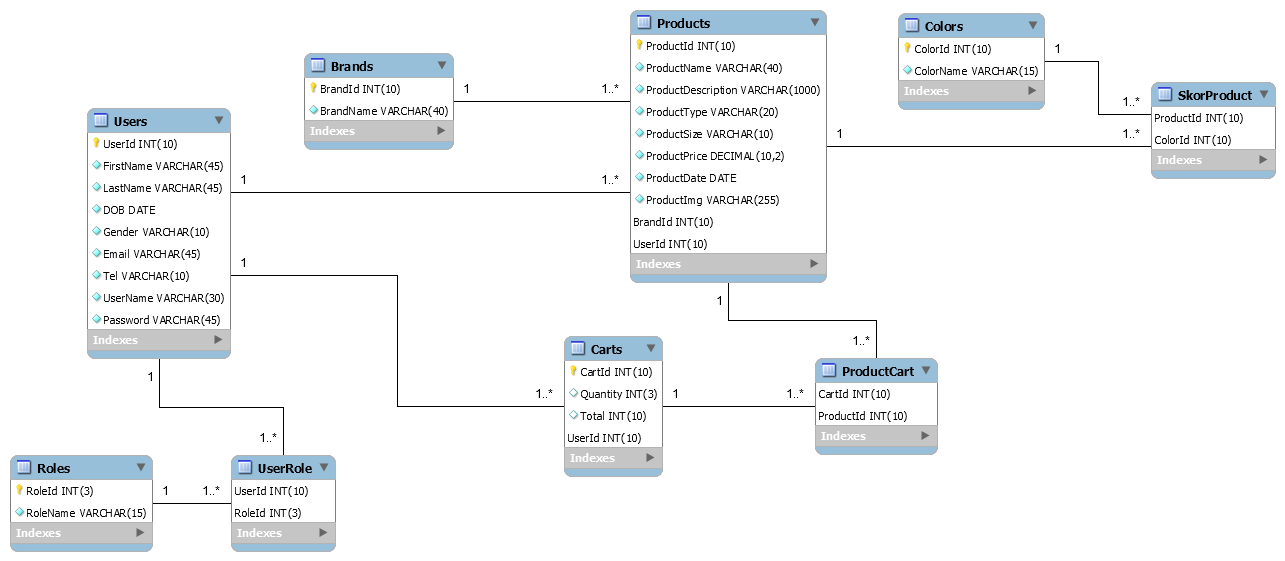 Products
ProductId INT(10)
ProductName VARCHAR(40)
ProductDescription VARCHAR(1000)
ProductType VARCHAR(20)
ProductSize VARCHAR(10)
ProductPrice DECIMAL(10,2)
ProductDate DATE
ProductImg VARCHAR(255)
BrandId INT(10)
UserId INT(10)
Indexes
Colors
ColorId INT(10)
ColorName VARCHAR(15)
Indexes
Brands
BrandId INT(10)
BrandName VARCHAR(40)
Indexes
SkorProduct
ProductId INT(10)
ColorId INT(10)
Indexes
Users
UserId INT(10)
FirstName VARCHAR(45)
LastName VARCHAR(45)
DOB DATE
Gender VARCHAR(10)
Email VARCHAR(45)
Tel VARCHAR(10)
UserName VARCHAR(30)
Password VARCHAR(45)
Indexes
Carts
CartId INT(10)
Quantity INT(3)
Total INT(10)
UserId INT(10)
Indexes
ProductCart
CartId INT(10)
ProductId INT(10)
Indexes
Roles
RoleId INT(3)
RoleName VARCHAR(15)
Indexes
UserRole
UserId INT(10)
RoleId INT(3)
Indexes
1
1..*
1
1..*
1
1..*
1
1..*
1
1..*
1
1..*
1
1..*
1
1..*
1
1..*